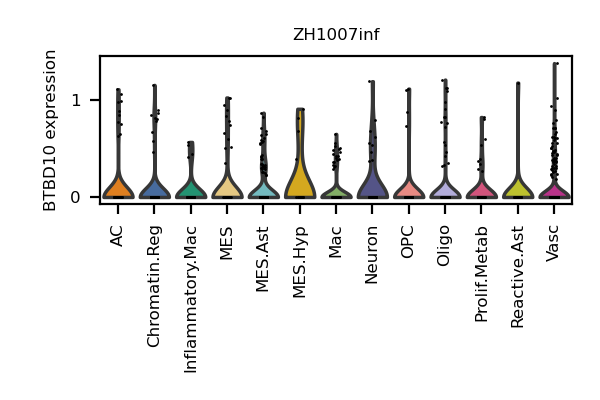 ZH1007inf
BTBD10 expression
1
0
AC
Chromatin.Reg
Inflammatory.Mac
MES
MES.Ast
MES.Hyp
Mac
Neuron
OPC
Oligo
Prolif.Metab
Reactive.Ast
Vasc